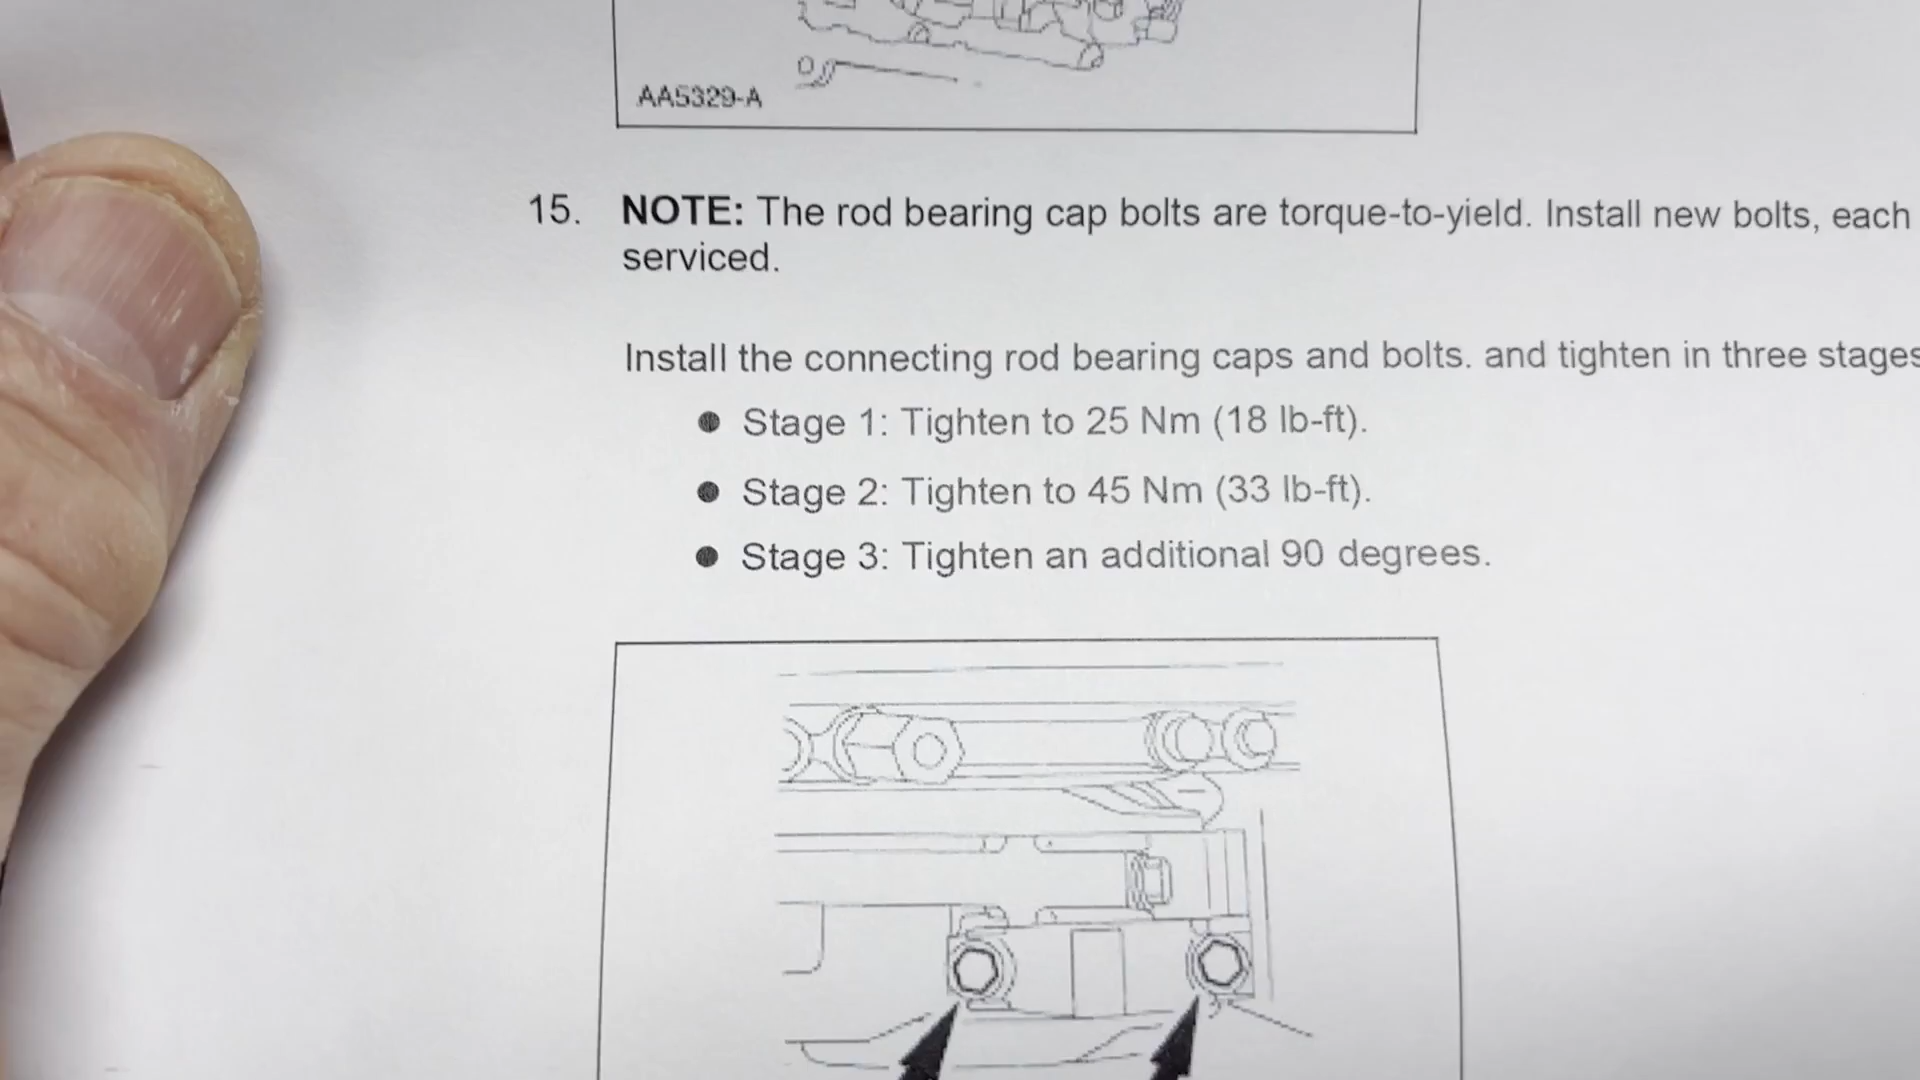 AA5329-A
15. NOTE: The rod bearing cap bolts are torque-to-yield. Install new bolts, each
serviced.
Install the connecting rod bearing caps and bolts. and tighten in three stages
● Stage 1: Tighten to 25 Nm (18 lb-ft).
● Stage 2: Tighten to 45 Nm (33 lb-ft).
● Stage 3: Tighten an additional 90 degrees.